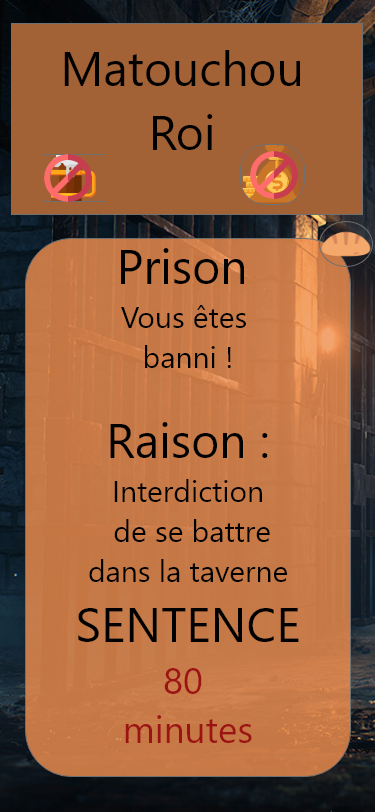 Matouchou
Roi
Prison
Vous êtes
banni !
Raison :
Interdiction
de se battre
dans la taverne
SENTENCE
80
minutes